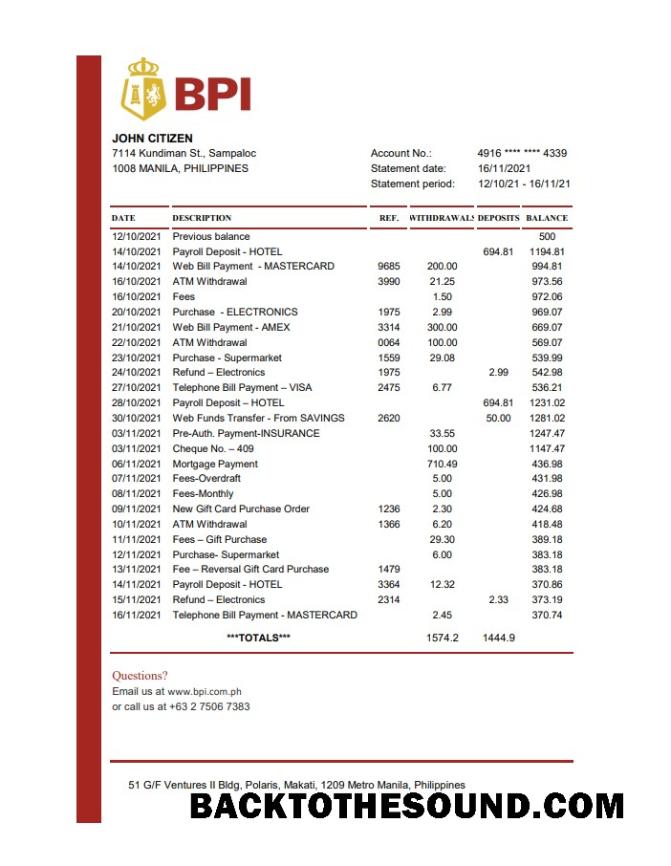 BPI
JOHN CITIZEN
7114 Kundiman St., Sampaloc
1008 MANILA, PHILIPPINES
Account No.: 4916 **** **** 4339
Statement date: 16/11/2021
Statement period: 12/10/21 - 16/11/21
DATE DESCRIPTION REF. WITHDRAWALS DEPOSITS BALANCE
12/10/2021 Previous balance 500
14/10/2021 Payroll Deposit - HOTEL 694.81 1194.81
14/10/2021 Web Bill Payment - MASTERCARD 9685 200.00 994.81
16/10/2021 ATM Withdrawal 3990 21.25 973.56
16/10/2021 Fees 1.50 972.06
20/10/2021 Purchase - ELECTRONICS 1975 2.99 969.07
21/10/2021 Web Bill Payment - AMEX 3314 300.00 669.07
22/10/2021 ATM Withdrawal 0064 100.00 569.07
23/10/2021 Purchase - Supermarket 1559 29.08 539.99
24/10/2021 Refund – Electronics 1975 2.99 542.98
27/10/2021 Telephone Bill Payment – VISA 2475 6.77 536.21
28/10/2021 Payroll Deposit – HOTEL 694.81 1231.02
30/10/2021 Web Funds Transfer - From SAVINGS 2620 50.00 1281.02
03/11/2021 Pre-Auth. Payment-INSURANCE 33.55 1247.47
03/11/2021 Cheque No. – 409 100.00 1147.47
06/11/2021 Mortgage Payment 710.49 436.98
07/11/2021 Fees-Overdraft 5.00 431.98
08/11/2021 Fees-Monthly 5.00 426.98
09/11/2021 New Gift Card Purchase Order 1236 2.30 424.68
10/11/2021 ATM Withdrawal 1366 6.20 418.48
11/11/2021 Fees – Gift Purchase 29.30 389.18
12/11/2021 Purchase- Supermarket 6.00 383.18
13/11/2021 Fee – Reversal Gift Card Purchase 1479 383.18
14/11/2021 Payroll Deposit - HOTEL 3364 12.32 370.86
15/11/2021 Refund – Electronics 2314 2.33 373.19
16/11/2021 Telephone Bill Payment - MASTERCARD 2.45 370.74
***TOTALS*** 1574.2 1444.9
Questions?
Email us at www.bpi.com.ph
or call us at +63 2 7506 7383
51 G/F Ventures II Bldg, Polaris, Makati, 1209 Metro Manila, Philippines
BACKTOTHESOUND.COM